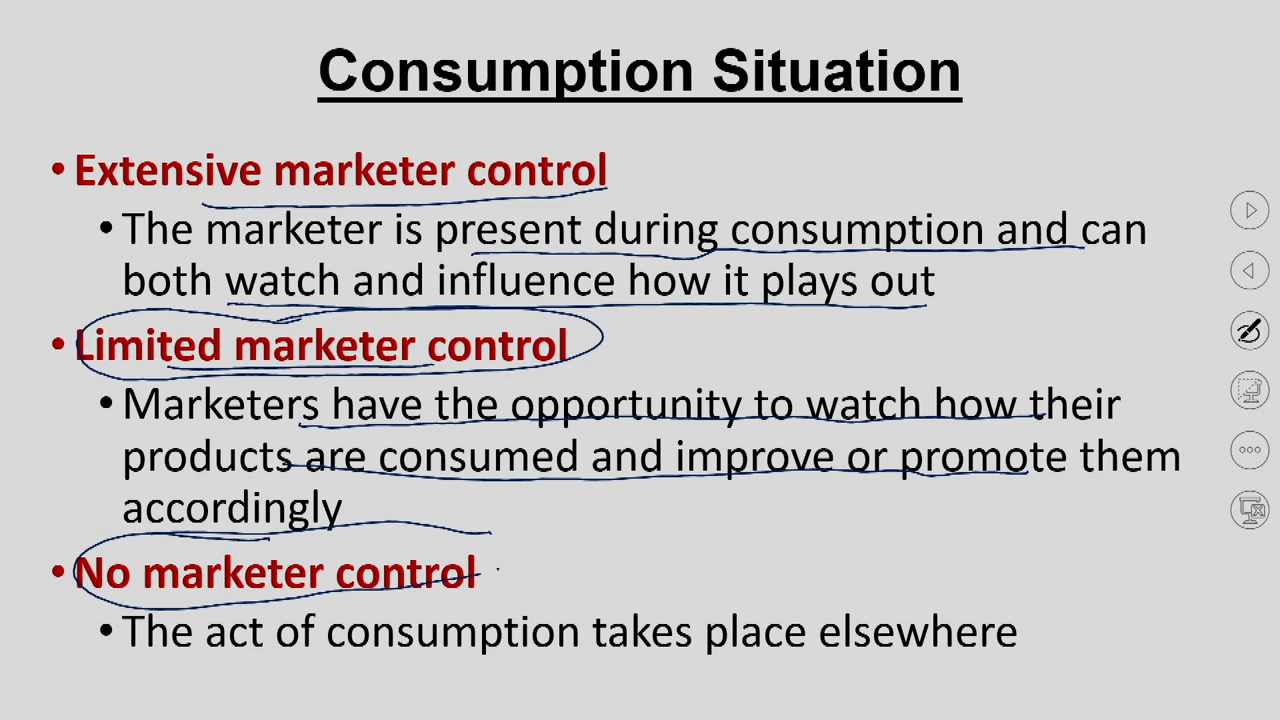 Consumption Situation
• Extensive marketer control
• The marketer is present during consumption and can
both watch and influence how it plays out
• Limited marketer control
• Marketers have the opportunity to watch how their
products are consumed and improve or promote them
accordingly
• No marketer control
• The act of consumption takes place elsewhere